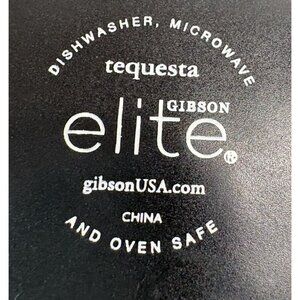 DISHWASHER, MICROWAVE
tequesta
GIBSON
elite®
gibsonUSA.com
CHINA
AND OVEN SAFE